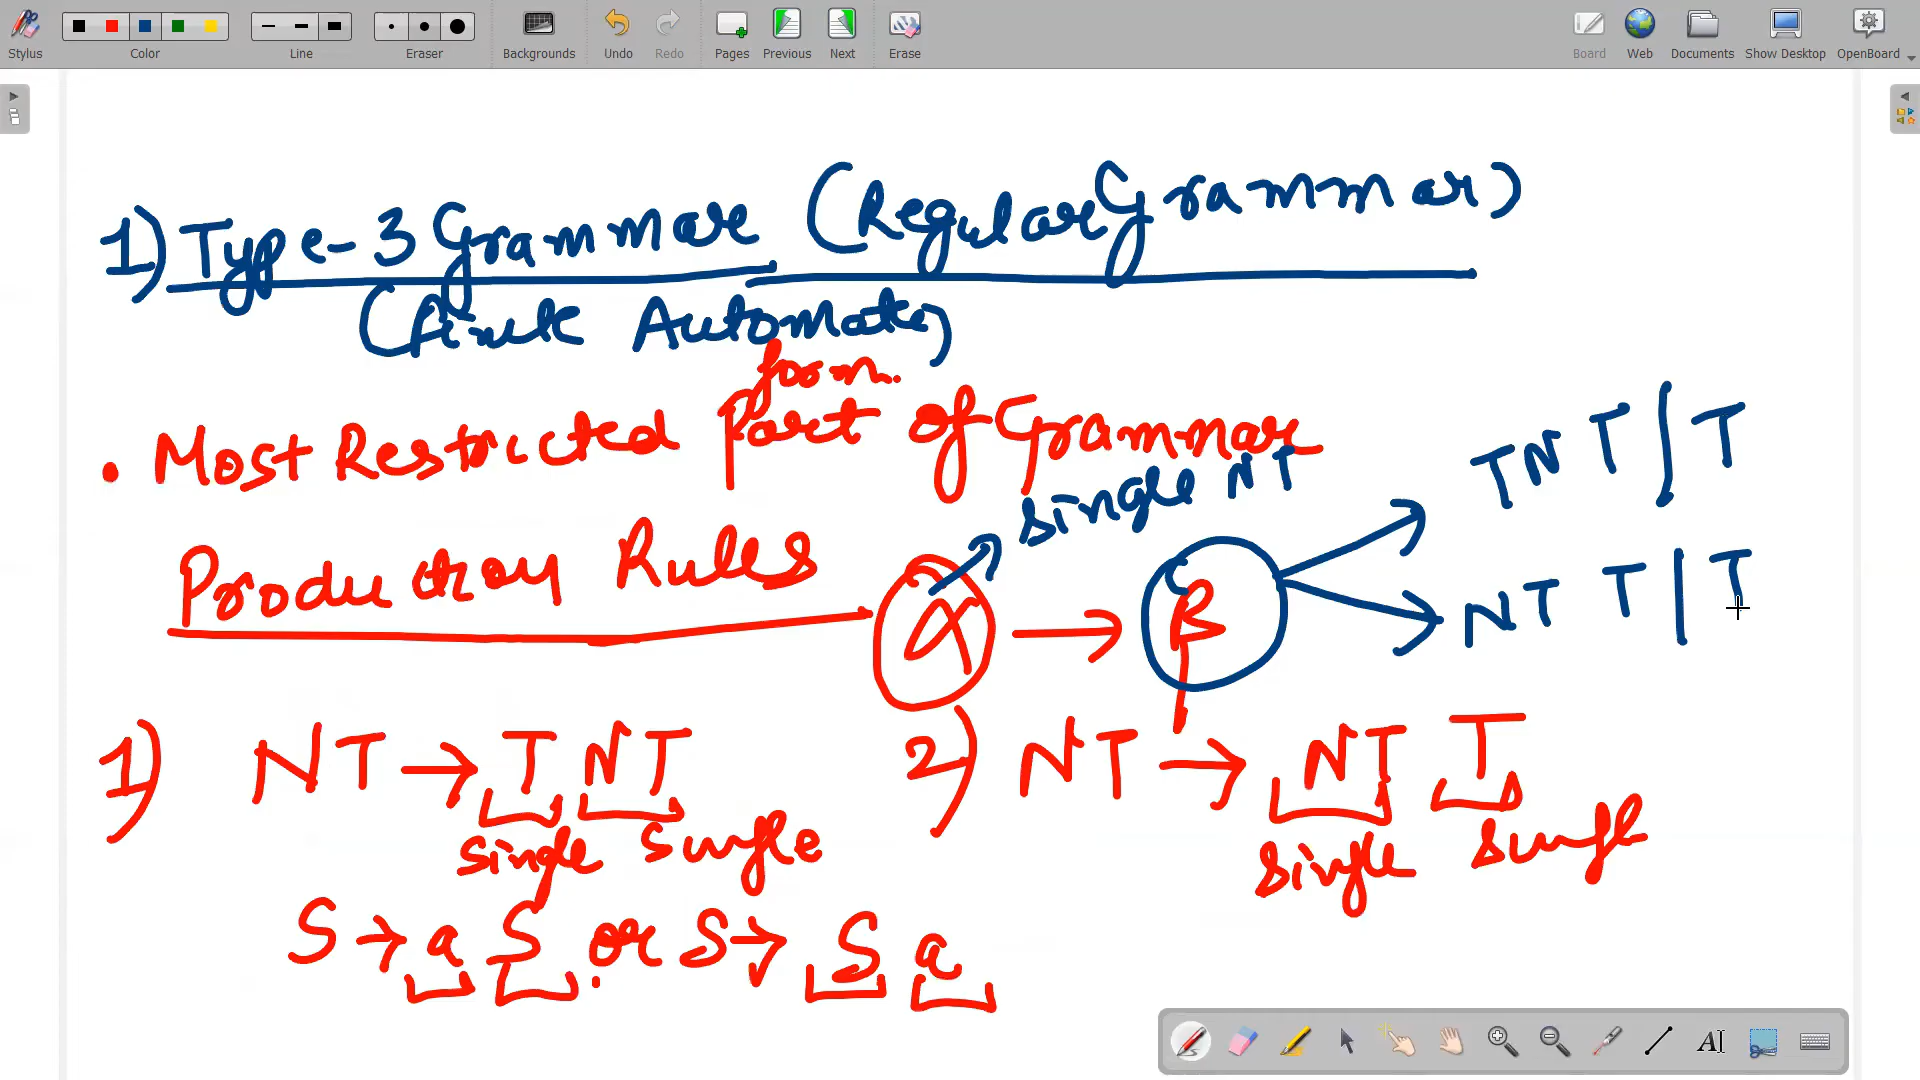 Stylus Color Line Eraser Backgrounds Undo Redo Pages Previous Next Erase Board Web Documents Show Desktop OpenBoard
1) Type-3 Grammar (Regular Grammar)
(finite Automata)
form.
• Most Restricted Part of Grammar
single NT
TNT | T
Production Rules α → β
NT T | T
1) NT → T NT 2) NT → NT T
single single single single
S → a S or S → S a